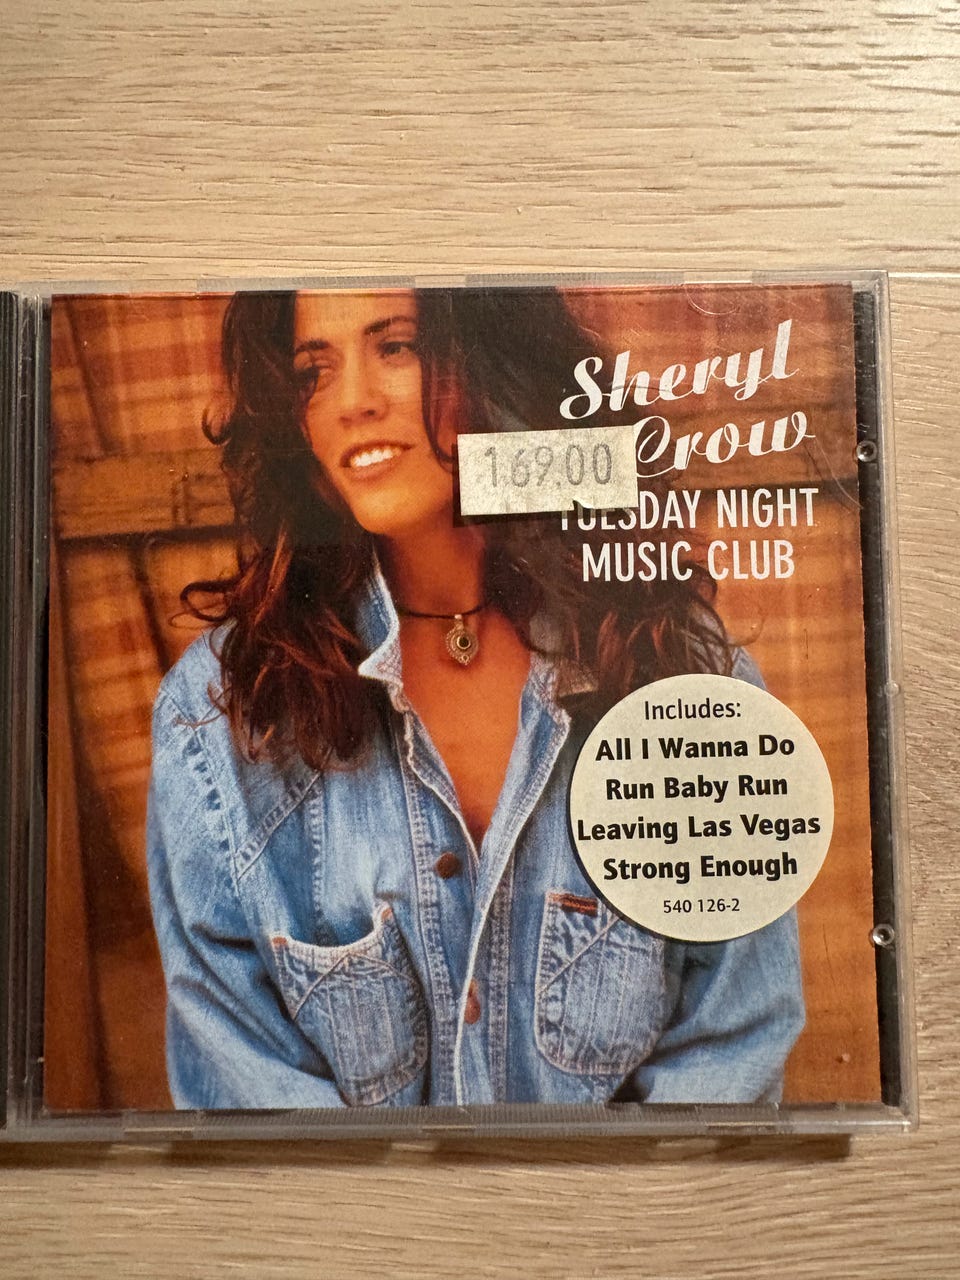 Sheryl
Crow
169.00
TUESDAY NIGHT
MUSIC CLUB
Includes:
All I Wanna Do
Run Baby Run
Leaving Las Vegas
Strong Enough
540 126-2